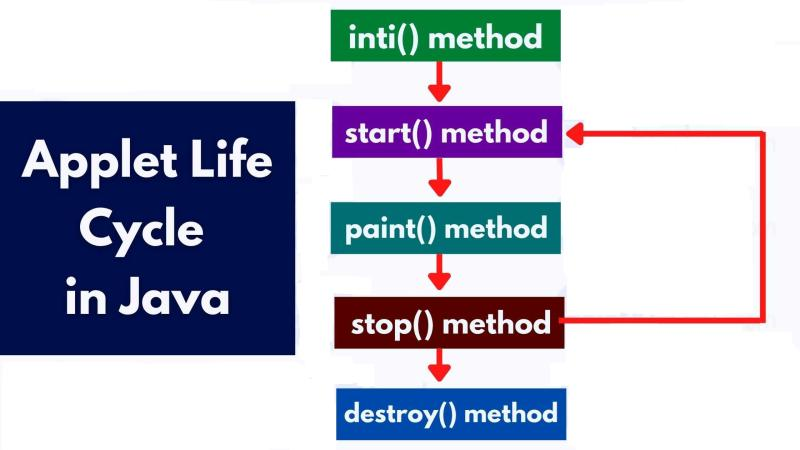 Applet Life
Cycle
in Java
inti() method
start() method
paint() method
stop() method
destroy() method